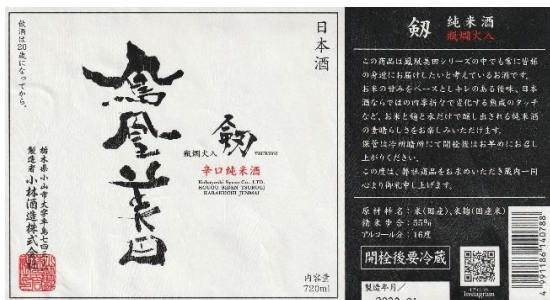 飲酒は20歳になってから。
日本酒
鳳凰美田
劔
TSURUGI
瓶燗火入
辛口純米酒
Kobayashi Syuzo Co., LTD.
HOUOU BIDEN TSURUGI
KARAKUCHI JUNMAI
栃木県小山市大字卒島七四三
製造者 小林酒造株式会社
内容量
720ml
劔 純米酒
瓶燗火入
この商品は鳳凰美田シリーズの中でも常に皆様
の身近にお届けしたいと考えているお酒です。
お米の旨みをベースとしキレのある後味、日本
酒ならではの四季折々で変化する熟成のタッチ
など、お米と麹と水だけで醸し出される純米酒
の素晴らしさをお楽しみいただけます。
保管は冷所暗所にて開栓後はお早めにお召し
上がりください。
この度は、弊社商品をお求めいただき蔵内一同
心より御礼申し上げます。
原材料名：米(国産)、米麹(国産米)
精米歩合：55%
アルコール分：16度
開栓後要冷蔵
Instagram
製造年月／
4991186140788